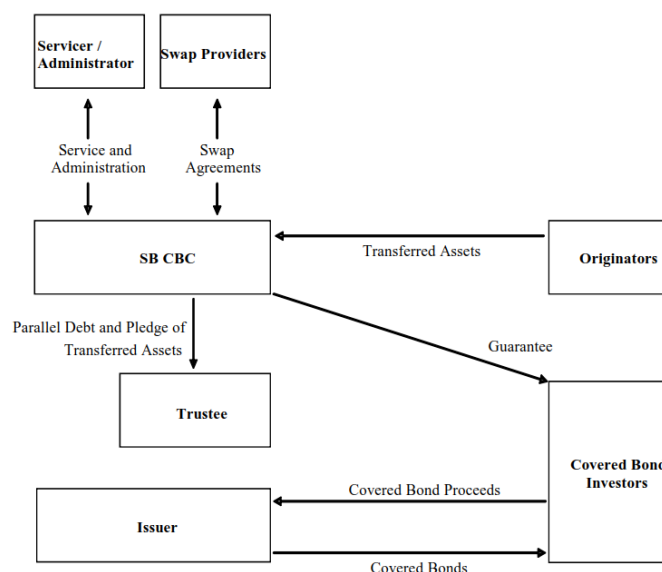 Servicer /
Administrator
Swap Providers
Service and
Administration
Swap
Agreements
SB CBC
Transferred Assets
Originators
Parallel Debt and Pledge of
Transferred Assets
Guarantee
Trustee
Covered Bond
Investors
Covered Bond Proceeds
Issuer
Covered Bonds